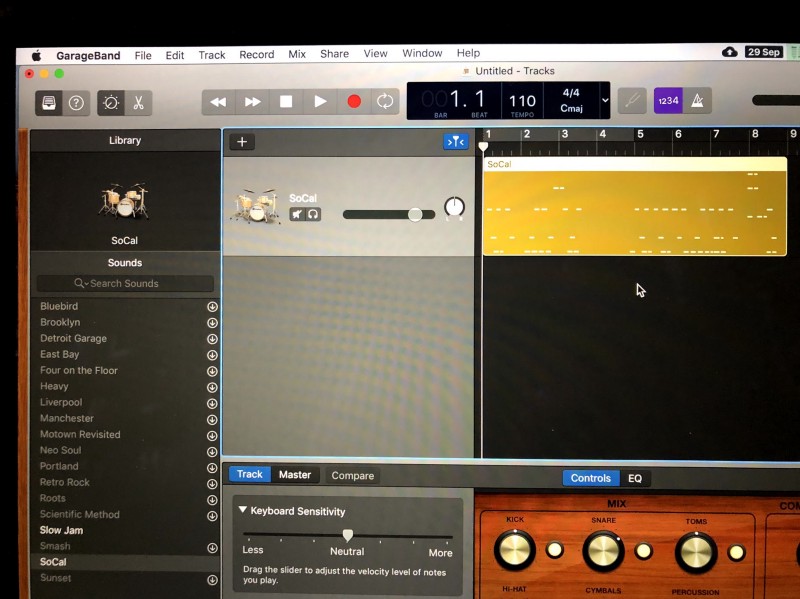 GarageBand File Edit Track Record Mix Share View Window Help 29 Sep
Untitled - Tracks
001. 1 110 4/4 Cmaj
BAR BEAT TEMPO
1234
Library
SoCal
Sounds
Search Sounds
Bluebird
Brooklyn
Detroit Garage
East Bay
Four on the Floor
Heavy
Liverpool
Manchester
Motown Revisited
Neo Soul
Portland
Retro Rock
Roots
Scientific Method
Slow Jam
Smash
SoCal
Sunset
SoCal
1 2 3 4 5 6 7 8 9
SoCal
Track Master Compare
Controls EQ
Keyboard Sensitivity
Less Neutral More
Drag the slider to adjust the velocity level of notes
you play.
MIX
KICK SNARE TOMS
HI-HAT CYMBALS PERCUSSION